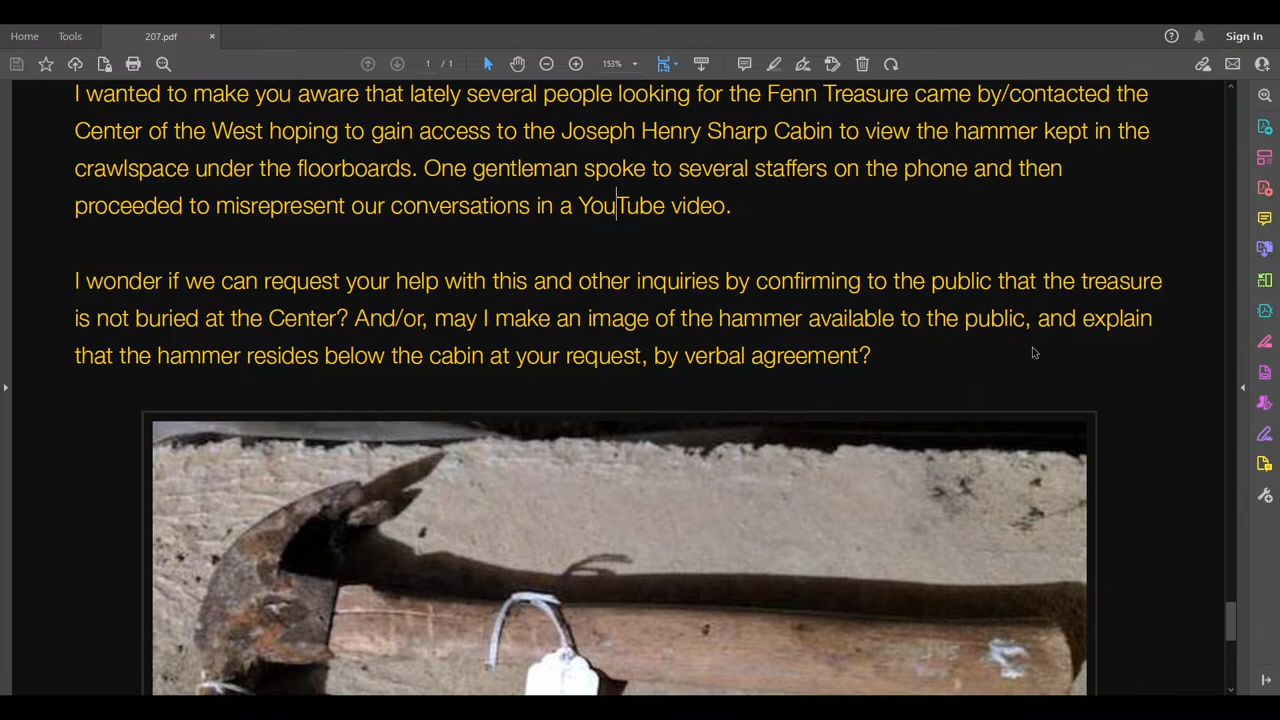 Home
Tools
207.pdf
×
Sign In
1 / 1
153%
I wanted to make you aware that lately several people looking for the Fenn Treasure came by/contacted the
Center of the West hoping to gain access to the Joseph Henry Sharp Cabin to view the hammer kept in the
crawlspace under the floorboards. One gentleman spoke to several staffers on the phone and then
proceeded to misrepresent our conversations in a YouTube video.
I wonder if we can request your help with this and other inquiries by confirming to the public that the treasure
is not buried at the Center? And/or, may I make an image of the hammer available to the public, and explain
that the hammer resides below the cabin at your request, by verbal agreement?